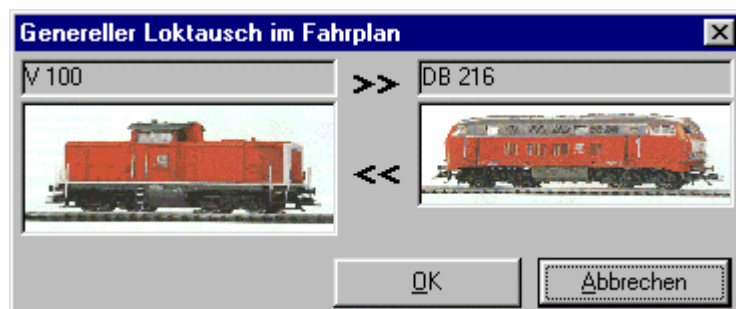 Genereller Loktausch im Fahrplan
V 100
>>
DB 216
<<
OK
Abbrechen